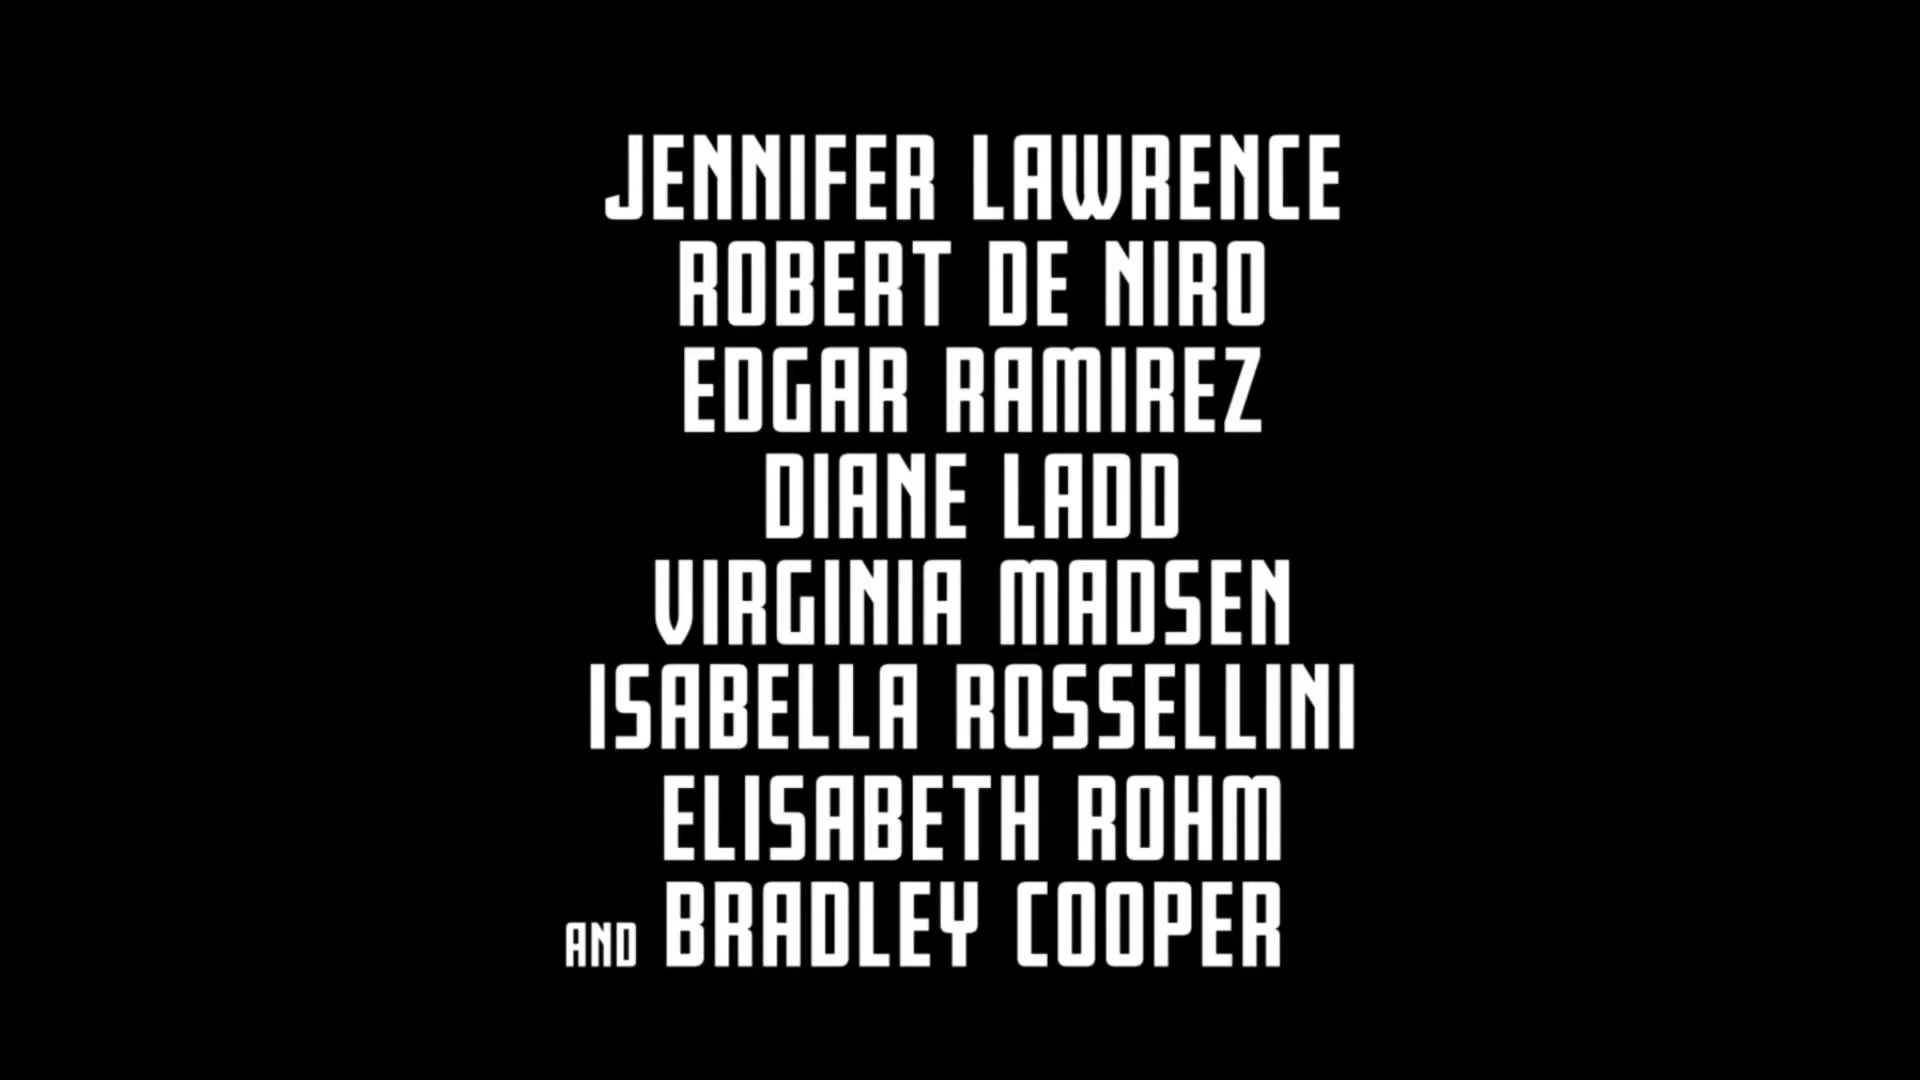 JENNIFER LAWRENCE
ROBERT DE NIRO
EDGAR RAMIREZ
DIANE LADD
VIRGINIA MADSEN
ISABELLA ROSSELLINI
ELISABETH ROHM
AND BRADLEY COOPER